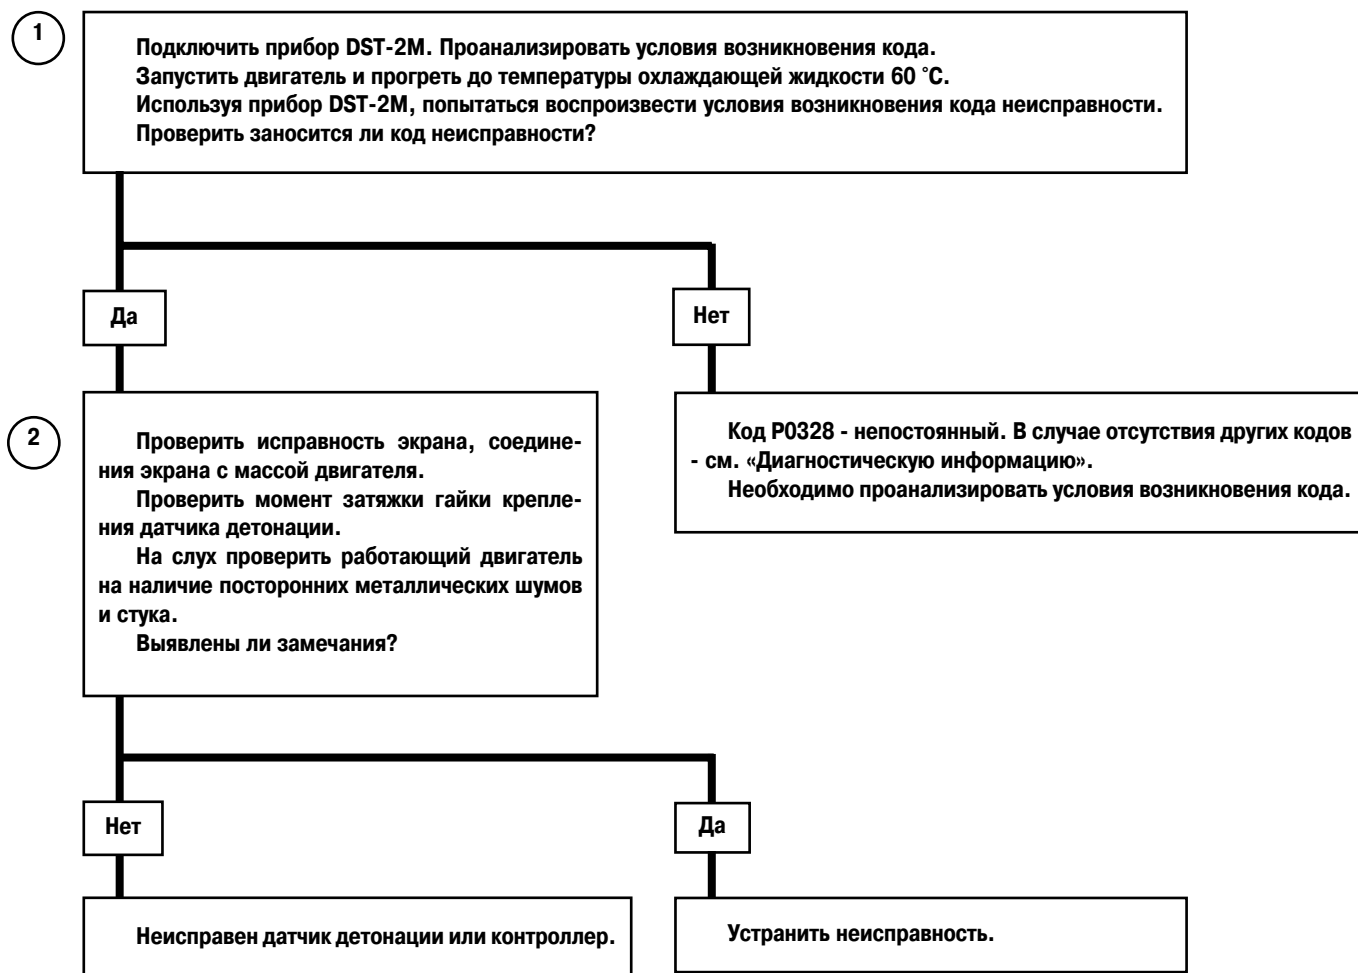 1
Подключить прибор DST-2M. Проанализировать условия возникновения кода.
Запустить двигатель и прогреть до температуры охлаждающей жидкости 60 °С.
Используя прибор DST-2M, попытаться воспроизвести условия возникновения кода неисправности.
Проверить заносится ли код неисправности?
Да
Нет
2
Проверить исправность экрана, соедине-
ния экрана с массой двигателя.
Проверить момент затяжки гайки крепле-
ния датчика детонации.
На слух проверить работающий двигатель
на наличие посторонних металлических шумов
и стука.
Выявлены ли замечания?
Код Р0328 - непостоянный. В случае отсутствия других кодов
- см. «Диагностическую информацию».
Необходимо проанализировать условия возникновения кода.
Нет
Да
Неисправен датчик детонации или контроллер.
Устранить неисправность.